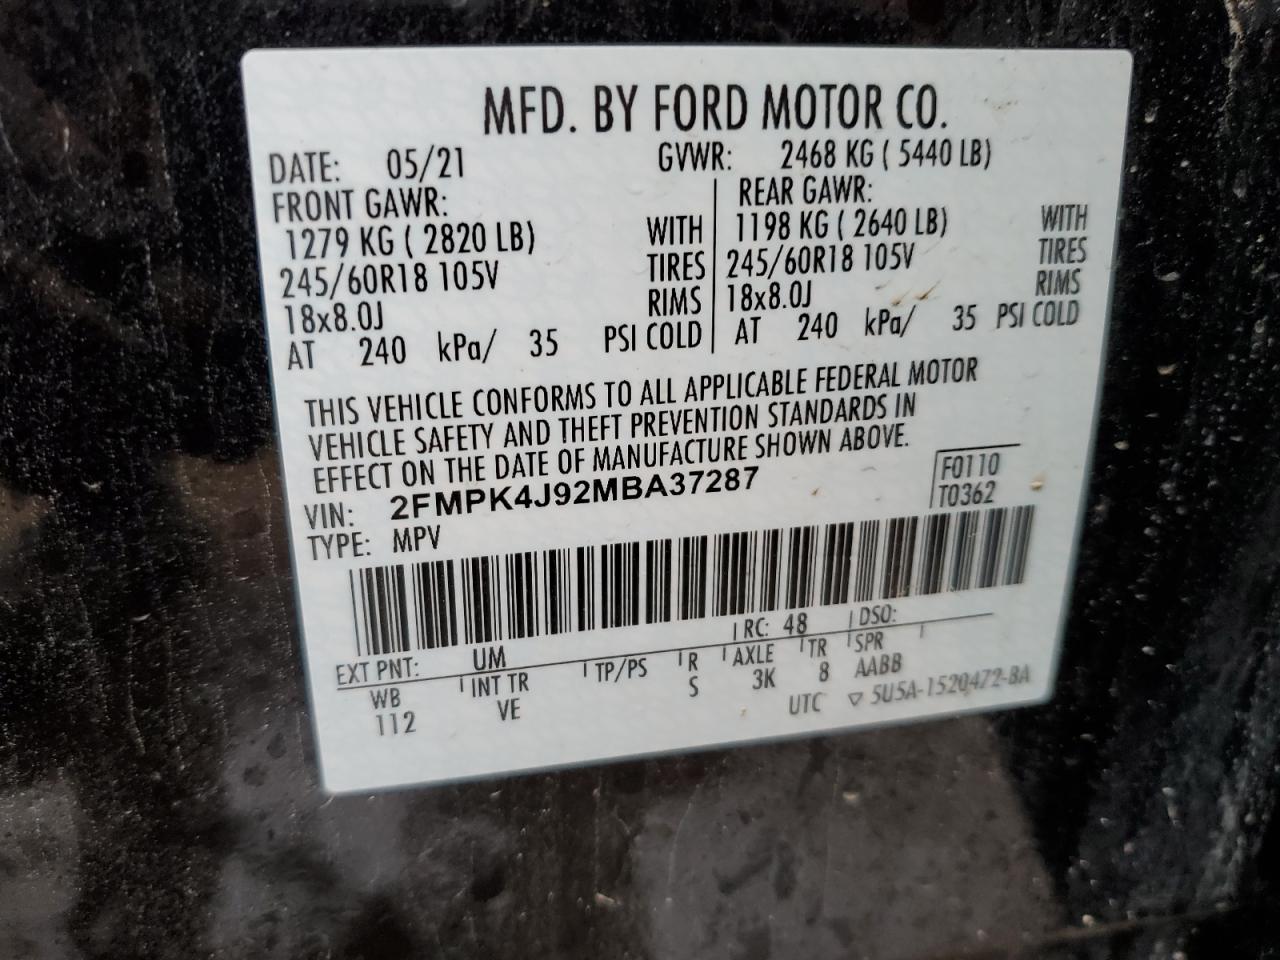 MFD. BY FORD MOTOR CO.
DATE: 05/21 GVWR: 2468 KG ( 5440 LB)
FRONT GAWR: REAR GAWR:
1279 KG ( 2820 LB) WITH 1198 KG ( 2640 LB) WITH
245/60R18 105V TIRES 245/60R18 105V TIRES
18x8.0J RIMS 18x8.0J RIMS
AT 240 kPa/ 35 PSI COLD AT 240 kPa/ 35 PSI COLD
THIS VEHICLE CONFORMS TO ALL APPLICABLE FEDERAL MOTOR
VEHICLE SAFETY AND THEFT PREVENTION STANDARDS IN
EFFECT ON THE DATE OF MANUFACTURE SHOWN ABOVE.
VIN: 2FMPK4J92MBA37287 F0110
TYPE: MPV T0362
EXT PNT: UM RC: 48 DSO:
WB INT TR TP/PS R AXLE TR SPR
112 VE S 3K 8 AABB
UTC ▽ 5U5A-1520472-BA